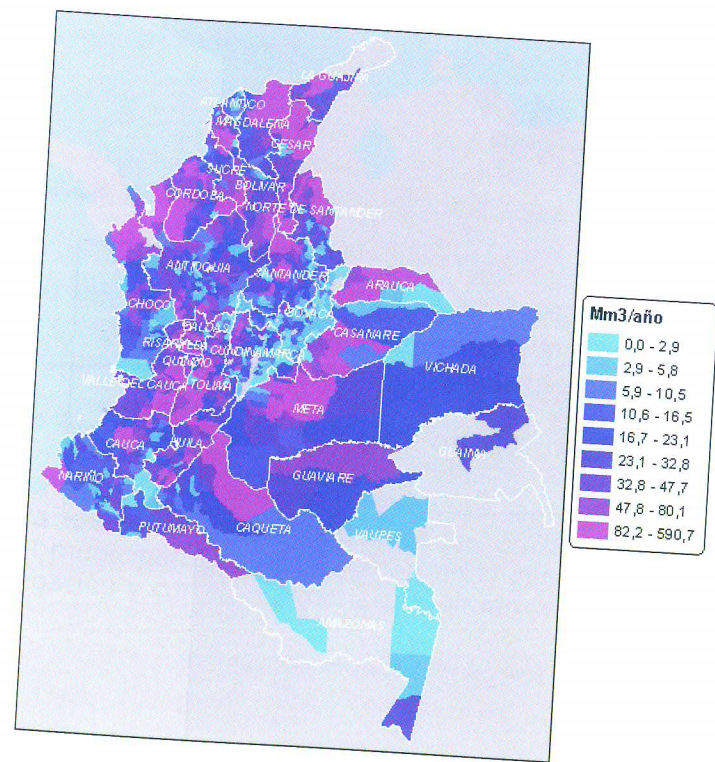 LA GUAJIRA
ATLANTICO
MAGDALENA
CESAR
SUCRE
BOLIVAR
CORDOBA
NORTE DE SANTANDER
ANTIOQUIA
SANTANDER
ARAUCA
CHOCO
BOYACA
CALDAS
CASANARE
RISARALDA
CUNDINAMARCA
VICHADA
QUINDIO
VALLE DEL CAUCA
TOLIMA
META
CAUCA
HUILA
GUAINIA
GUAVIARE
NARIÑO
PUTUMAYO
CAQUETA
VAUPES
AMAZONAS
Mm3/año
0,0 - 2,9
2,9 - 5,8
5,9 - 10,5
10,6 - 16,5
16,7 - 23,1
23,1 - 32,8
32,8 - 47,7
47,8 - 80,1
82,2 - 590,7